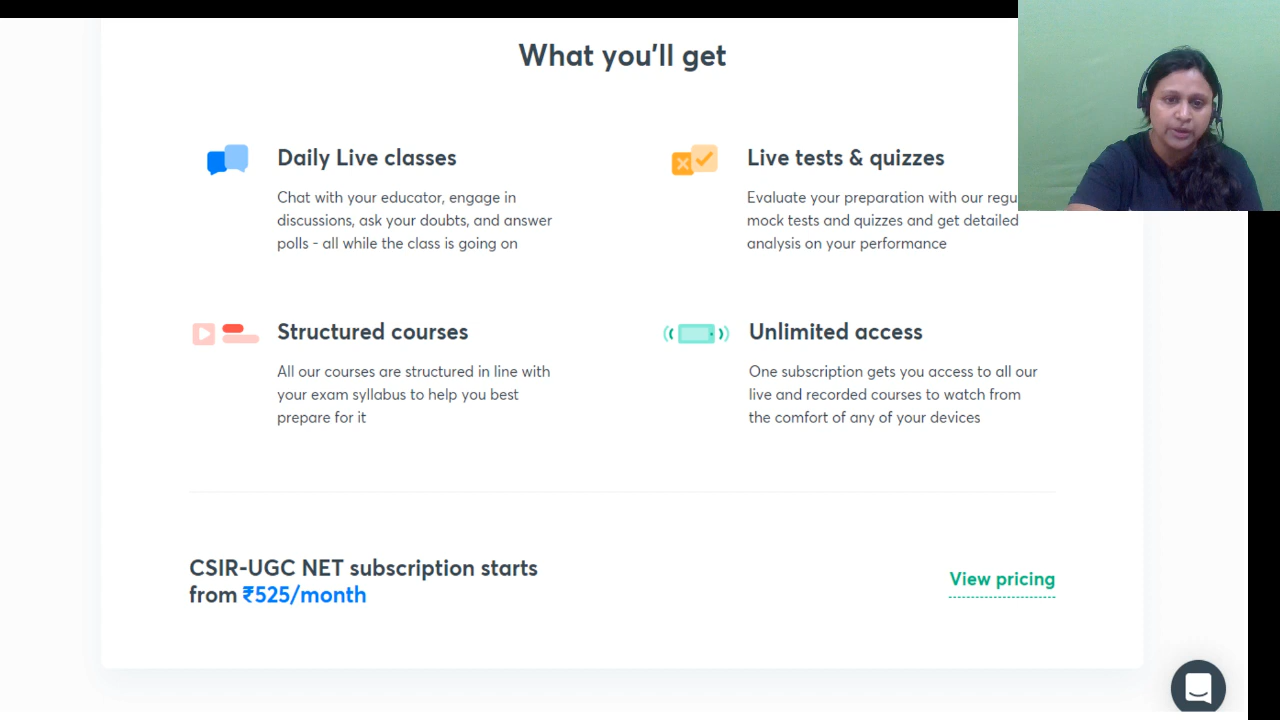 What you'll get
Daily Live classes
Chat with your educator, engage in
discussions, ask your doubts, and answer
polls - all while the class is going on
Live tests & quizzes
Evaluate your preparation with our
mock tests and quizzes and get detailed
analysis on your performance
Structured courses
All our courses are structured in line with
your exam syllabus to help you best
prepare for it
Unlimited access
One subscription gets you access to all our
live and recorded courses to watch from
the comfort of any of your devices
CSIR-UGC NET subscription starts
from ₹525/month
View pricing